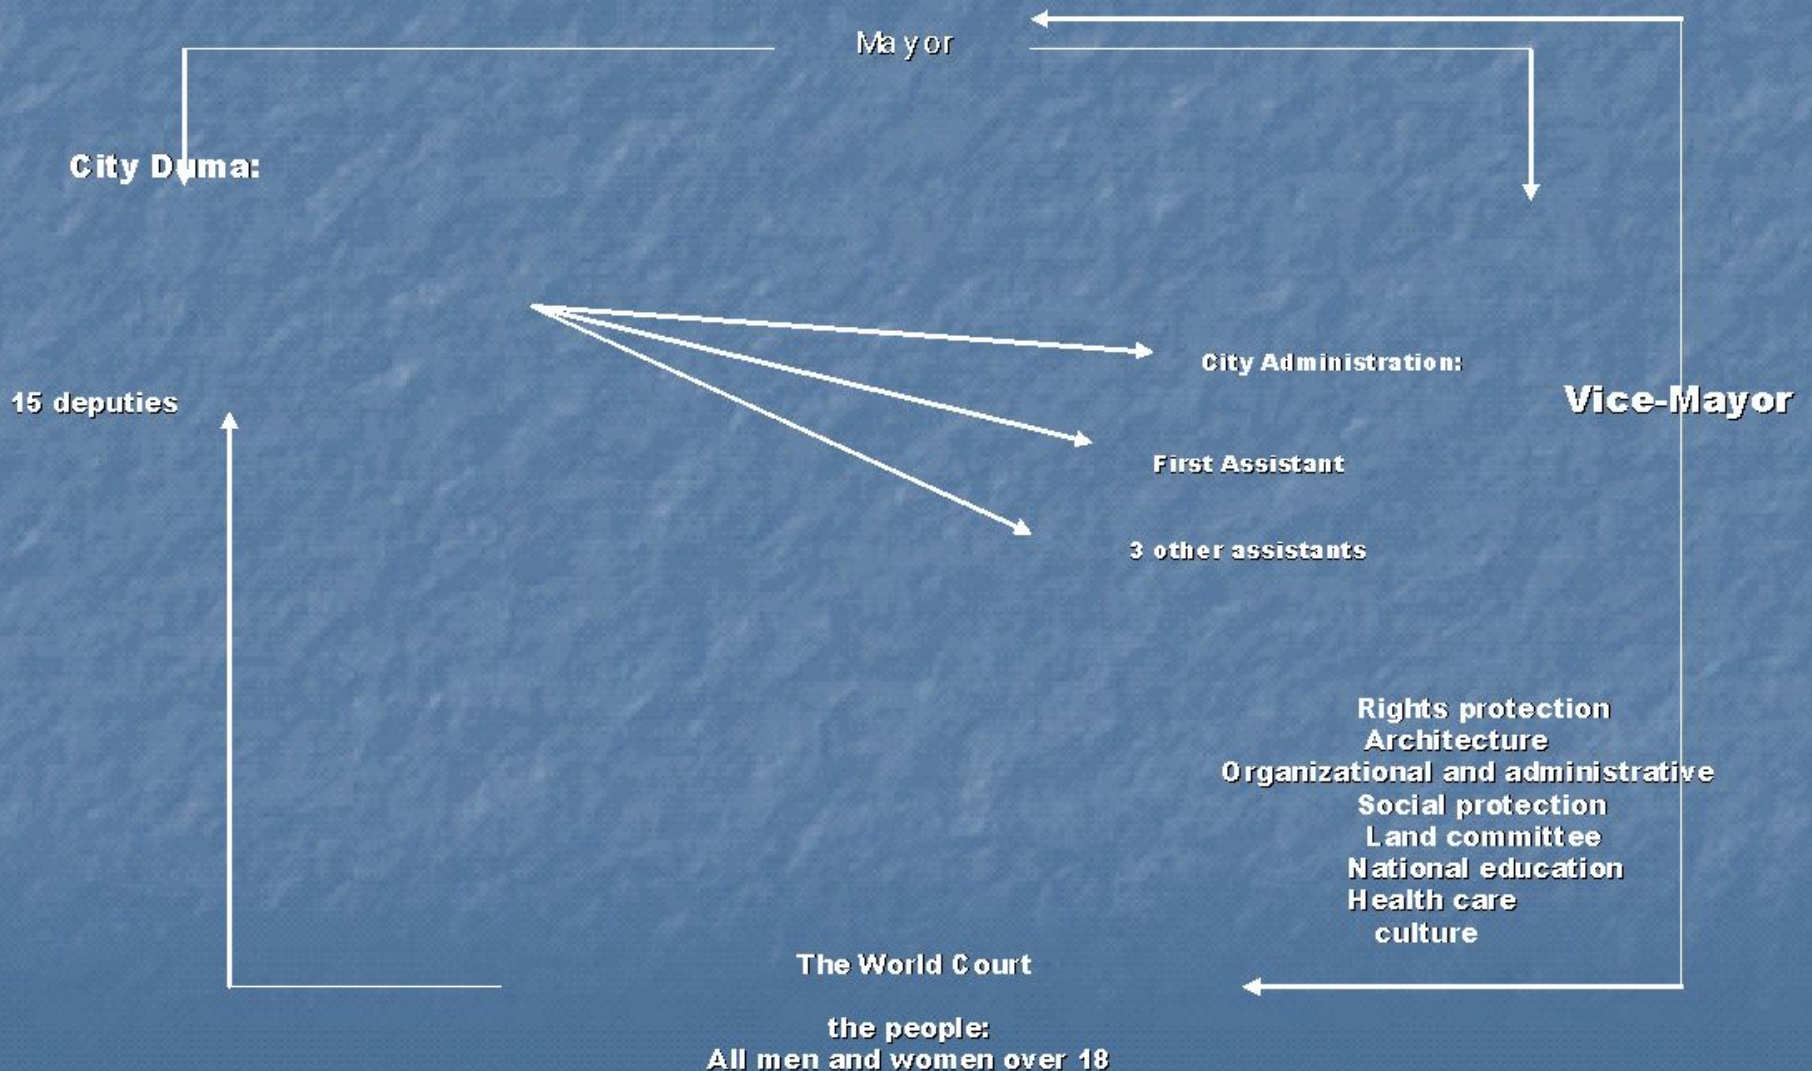 Mayor
City Duma:
City Administration:
15 deputies
Vice-Mayor
First Assistant
3 other assistants
Rights protection
Architecture
Organizational and administrative
Social protection
Land committee
National education
Health care
culture
The World Court
the people:
All men and women over 18